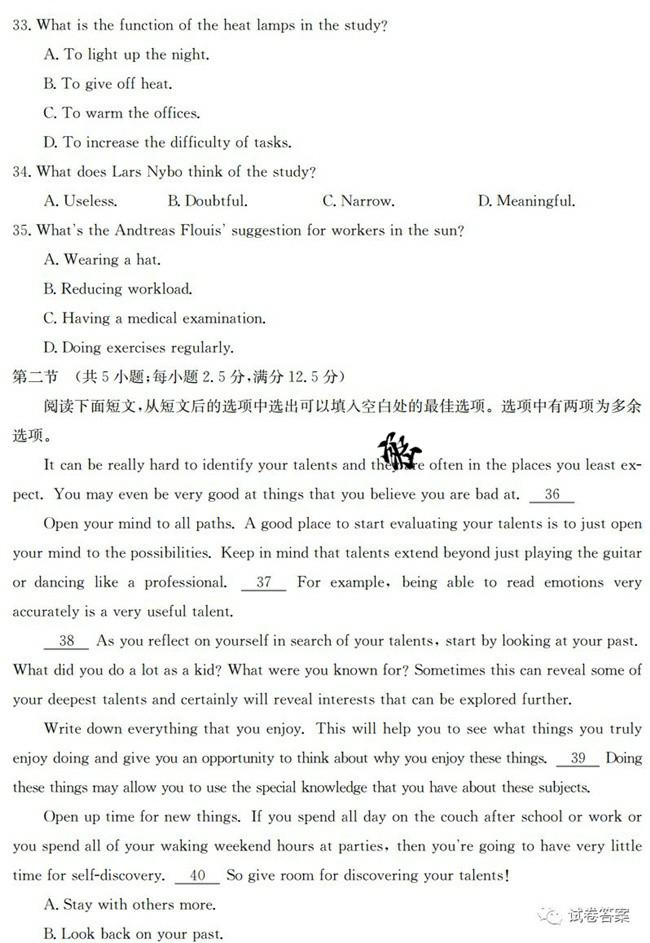 33. What is the function of the heat lamps in the study?
A. To light up the night.
B. To give off heat.
C. To warm the offices.
D. To increase the difficulty of tasks.
34. What does Lars Nybo think of the study?
A. Useless. B. Doubtful. C. Narrow. D. Meaningful.
35. What's the Andtreas Flouis' suggestion for workers in the sun?
A. Wearing a hat.
B. Reducing workload.
C. Having a medical examination.
D. Doing exercises regularly.
第二节 (共5小题;每小题2.5分,满分12.5分)
阅读下面短文,从短文后的选项中选出可以填入空白处的最佳选项。选项中有两项为多余
选项。
It can be really hard to identify your talents and they are often in the places you least ex-
pect. You may even be very good at things that you believe you are bad at. 36
Open your mind to all paths. A good place to start evaluating your talents is to just open
your mind to the possibilities. Keep in mind that talents extend beyond just playing the guitar
or dancing like a professional. 37 For example, being able to read emotions very
accurately is a very useful talent.
38 As you reflect on yourself in search of your talents, start by looking at your past.
What did you do a lot as a kid? What were you known for? Sometimes this can reveal some of
your deepest talents and certainly will reveal interests that can be explored further.
Write down everything that you enjoy. This will help you to see what things you truly
enjoy doing and give you an opportunity to think about why you enjoy these things. 39 Doing
these things may allow you to use the special knowledge that you have about these subjects.
Open up time for new things. If you spend all day on the couch after school or work or
you spend all of your waking weekend hours at parties, then you're going to have very little
time for self-discovery. 40 So give room for discovering your talents!
A. Stay with others more.
B. Look back on your past.
试卷答案